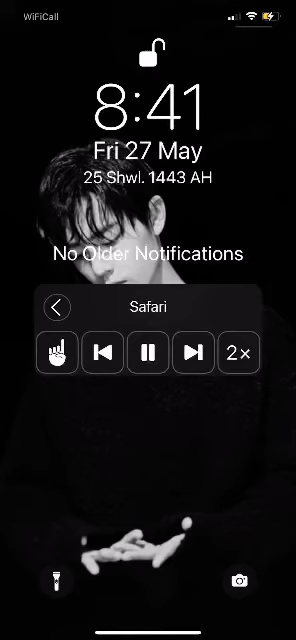 WiFiCall
8:41
Fri 27 May
25 Shwl. 1443 AH
No Older Notifications
Safari
2×